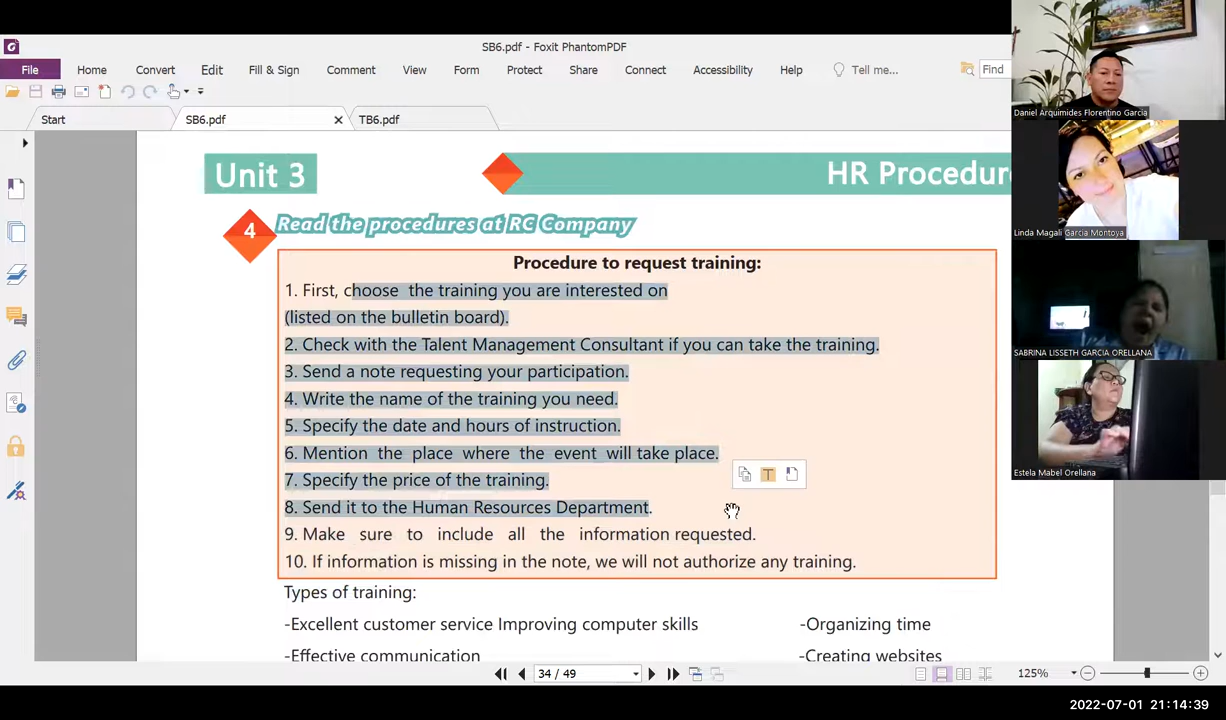 SB6.pdf - Foxit PhantomPDF
File Home Convert Edit Fill & Sign Comment View Form Protect Share Connect Accessibility Help Tell me... Find
Start SB6.pdf TB6.pdf
Unit 3 HR Procedur
4 Read the procedures at RC Company
Procedure to request training:
1. First, choose the training you are interested on
(listed on the bulletin board).
2. Check with the Talent Management Consultant if you can take the training.
3. Send a note requesting your participation.
4. Write the name of the training you need.
5. Specify the date and hours of instruction.
6. Mention the place where the event will take place.
7. Specify the price of the training.
8. Send it to the Human Resources Department.
9. Make sure to include all the information requested.
10. If information is missing in the note, we will not authorize any training.
Types of training:
-Excellent customer service Improving computer skills -Organizing time
-Effective communication -Creating websites
34 / 49 125%
Daniel Arquimides Florentino Garcia
Linda Magali Garcia Montoya
SABRINA LISSETH GARCIA ORELLANA
Estela Mabel Orellana
2022-07-01 21:14:39